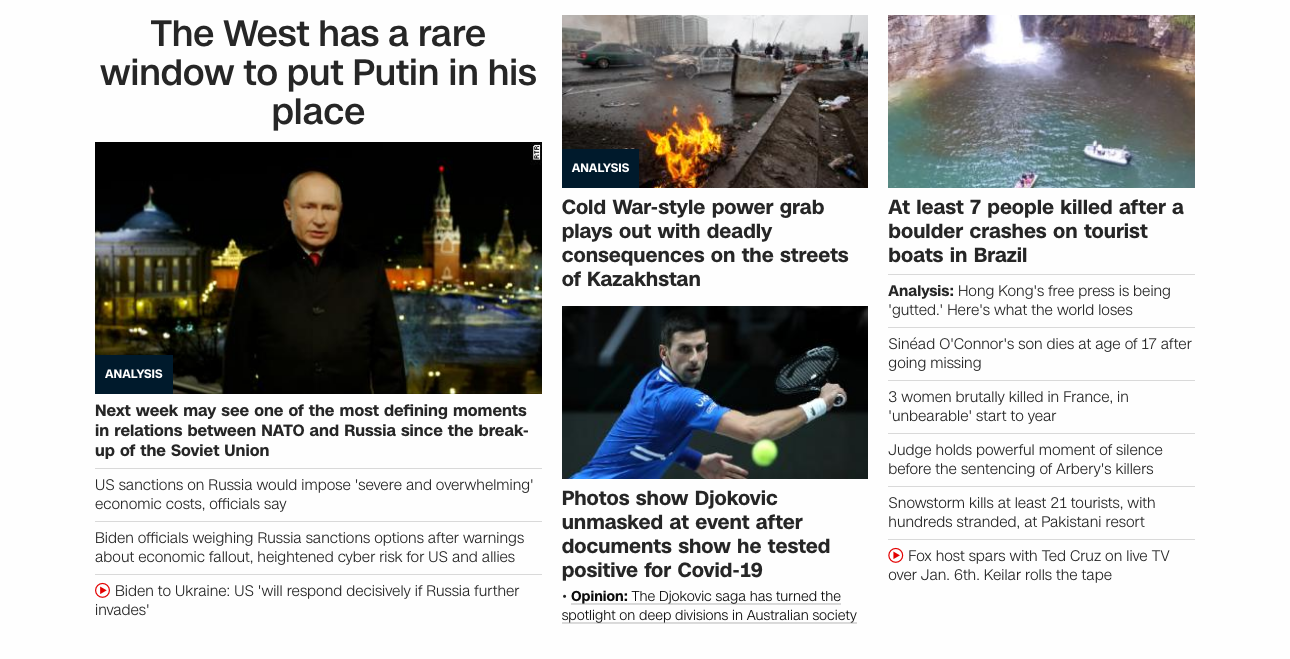 The West has a rare
window to put Putin in his
place
RTR
ANALYSIS
Next week may see one of the most defining moments
in relations between NATO and Russia since the break-
up of the Soviet Union
US sanctions on Russia would impose 'severe and overwhelming'
economic costs, officials say
Biden officials weighing Russia sanctions options after warnings
about economic fallout, heightened cyber risk for US and allies
Biden to Ukraine: US 'will respond decisively if Russia further
invades'
ANALYSIS
Cold War-style power grab
plays out with deadly
consequences on the streets
of Kazakhstan
Photos show Djokovic
unmasked at event after
documents show he tested
positive for Covid-19
• Opinion: The Djokovic saga has turned the
spotlight on deep divisions in Australian society
At least 7 people killed after a
boulder crashes on tourist
boats in Brazil
Analysis: Hong Kong's free press is being
'gutted.' Here's what the world loses
Sinéad O'Connor's son dies at age of 17 after
going missing
3 women brutally killed in France, in
'unbearable' start to year
Judge holds powerful moment of silence
before the sentencing of Arbery's killers
Snowstorm kills at least 21 tourists, with
hundreds stranded, at Pakistani resort
Fox host spars with Ted Cruz on live TV
over Jan. 6th. Keilar rolls the tape